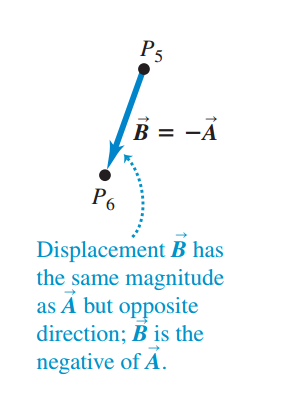 P₅
B⃗ = −A⃗
P₆
Displacement B⃗ has
the same magnitude
as A⃗ but opposite
direction; B⃗ is the
negative of A⃗.